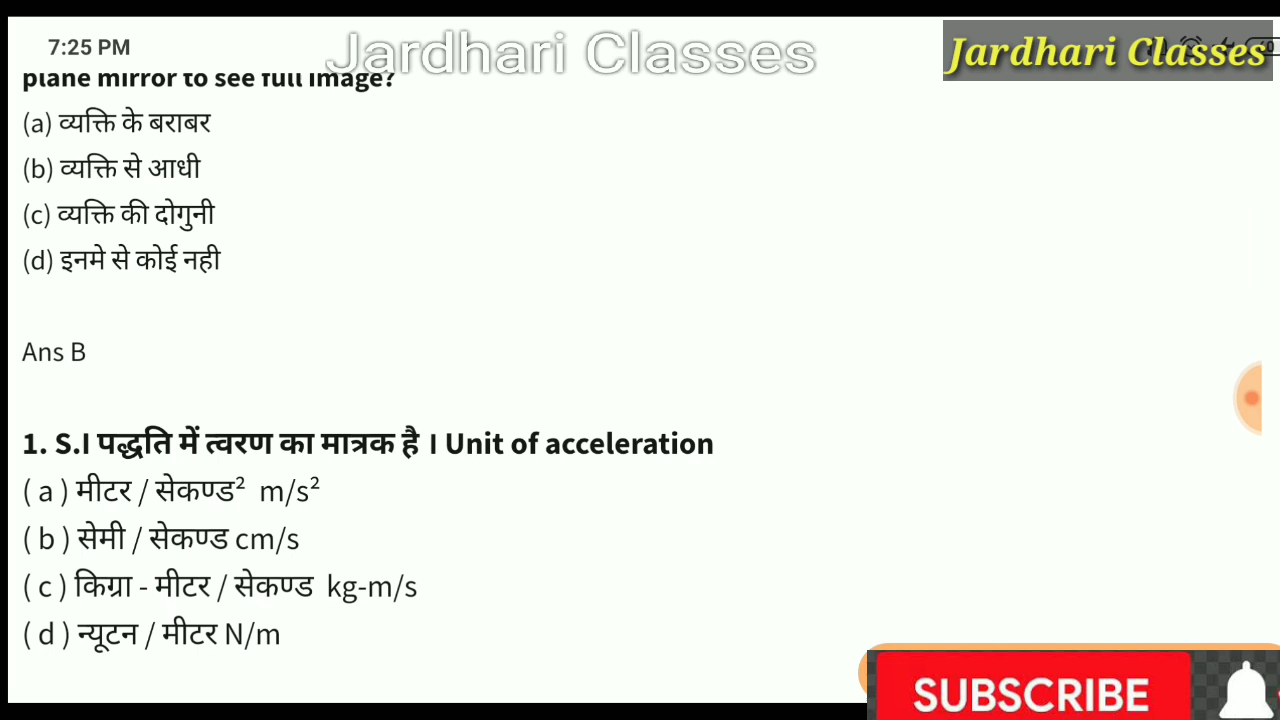 7:25 PM
Jardhari Classes
Jardhari Classes
plane mirror to see full image?
(a) व्यक्ति के बराबर
(b) व्यक्ति से आधी
(c) व्यक्ति की दोगुनी
(d) इनमे से कोई नही
Ans B
1. S.I पद्धति में त्वरण का मात्रक है । Unit of acceleration
( a ) मीटर / सेकण्ड² m/s²
( b ) सेमी / सेकण्ड cm/s
( c ) किग्रा - मीटर / सेकण्ड kg-m/s
( d ) न्यूटन / मीटर N/m
SUBSCRIBE